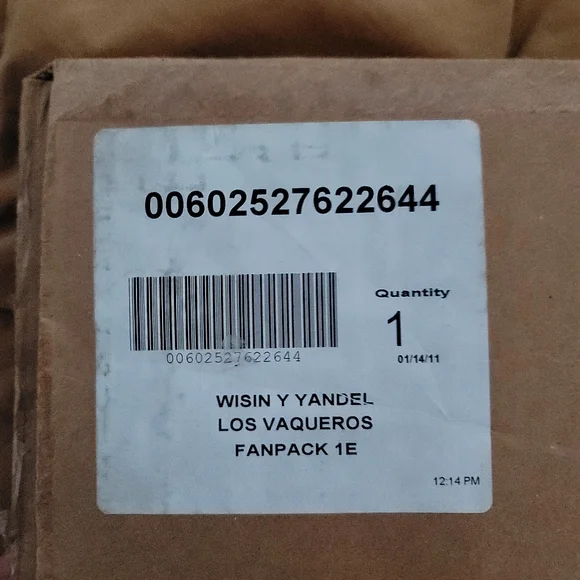 00602527622644
00602527622644
Quantity
1
01/14/11
WISIN Y YANDEL
LOS VAQUEROS
FANPACK 1E
12:14 PM